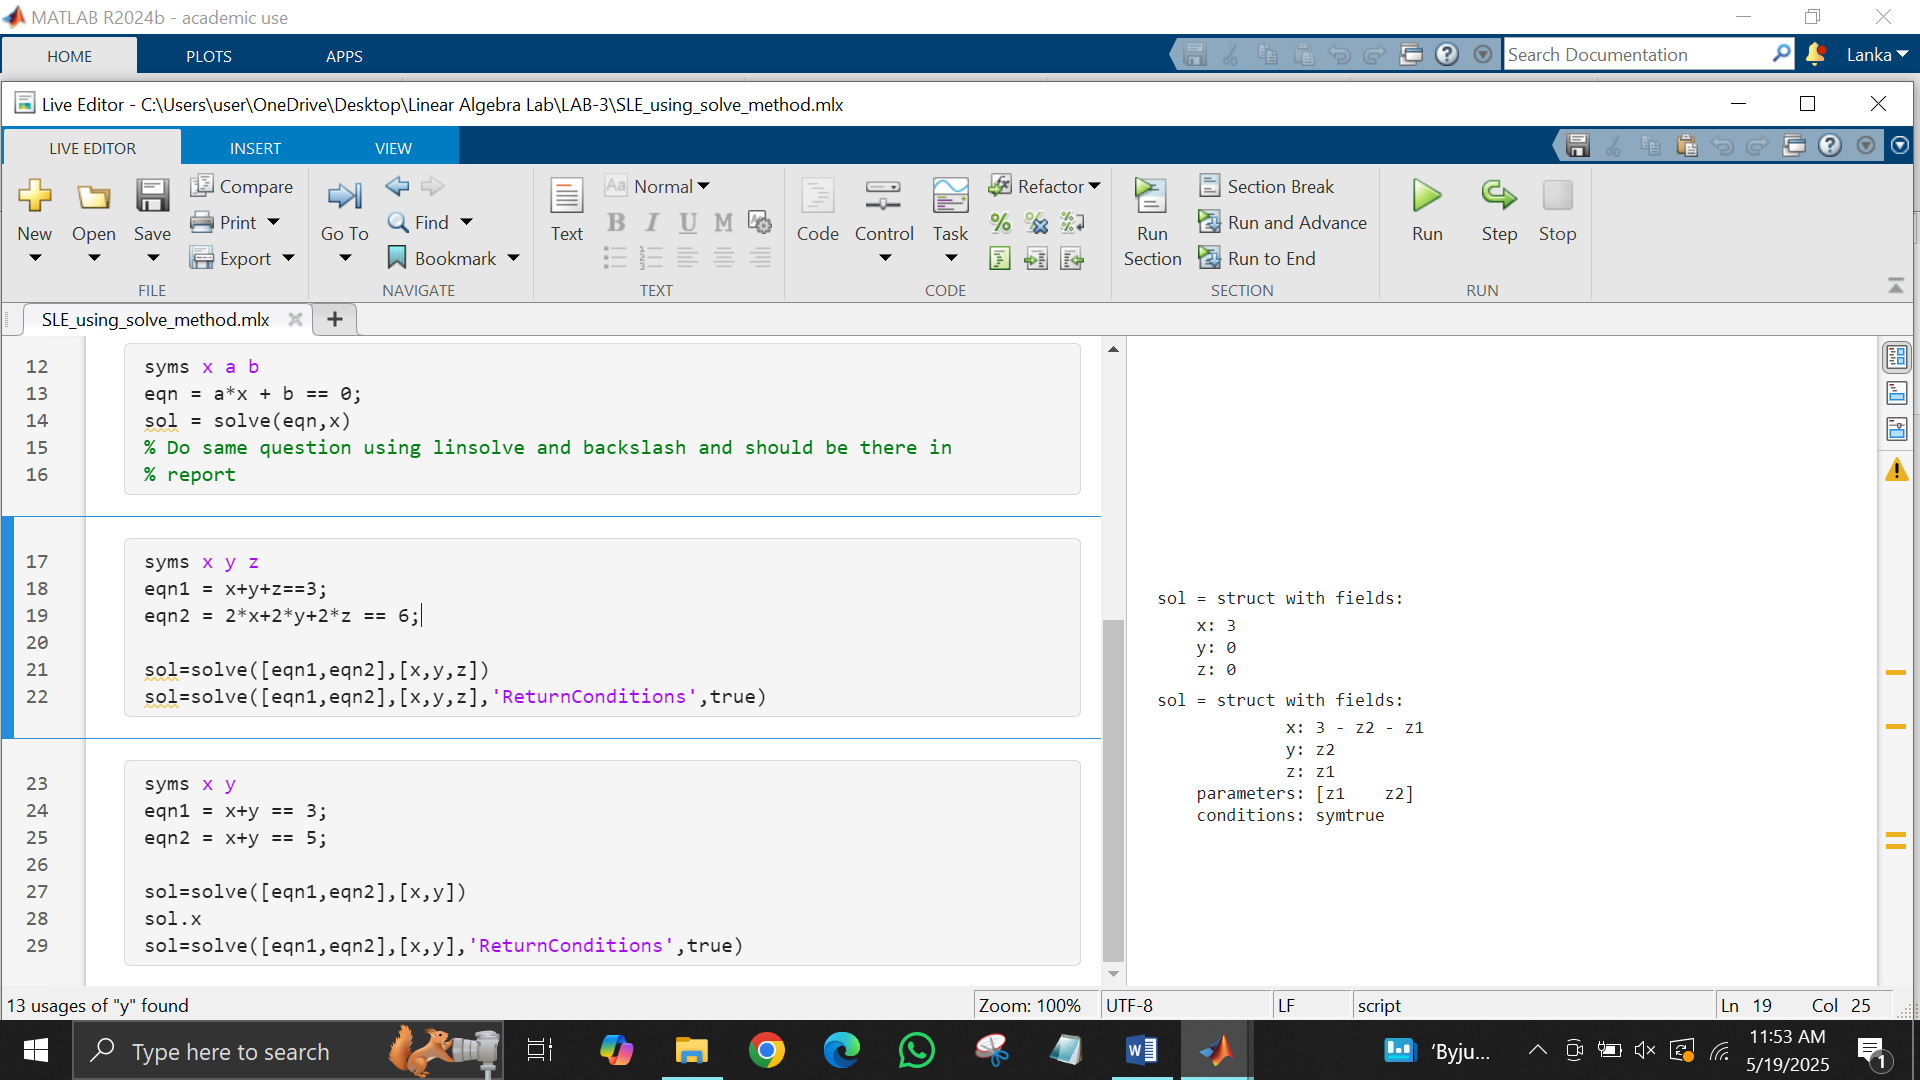 MATLAB R2024b - academic use
HOME PLOTS APPS
Search Documentation
Lanka
Live Editor - C:\Users\user\OneDrive\Desktop\Linear Algebra Lab\LAB-3\SLE_using_solve_method.mlx
LIVE EDITOR INSERT VIEW
New
Open
Save
Compare
Print
Export
FILE
Go To
Find
Bookmark
NAVIGATE
Text
Aa Normal
B I U M
TEXT
Code
Control
Task
Refactor
CODE
Run Section
Section Break
Run and Advance
Run to End
SECTION
Run
Step
Stop
RUN
SLE_using_solve_method.mlx
12 syms x a b
13 eqn = a*x + b == 0;
14 sol = solve(eqn,x)
15 % Do same question using linsolve and backslash and should be there in
16 % report
17 syms x y z
18 eqn1 = x+y+z==3;
19 eqn2 = 2*x+2*y+2*z == 6;
20
21 sol=solve([eqn1,eqn2],[x,y,z])
22 sol=solve([eqn1,eqn2],[x,y,z],'ReturnConditions',true)
23 syms x y
24 eqn1 = x+y == 3;
25 eqn2 = x+y == 5;
26
27 sol=solve([eqn1,eqn2],[x,y])
28 sol.x
29 sol=solve([eqn1,eqn2],[x,y],'ReturnConditions',true)
sol = struct with fields:
x: 3
y: 0
z: 0
sol = struct with fields:
x: 3 - z2 - z1
y: z2
z: z1
parameters: [z1 z2]
conditions: symtrue
13 usages of "y" found
Zoom: 100%
UTF-8
LF
script
Ln 19 Col 25
Type here to search
'Byju...
11:53 AM
5/19/2025
1